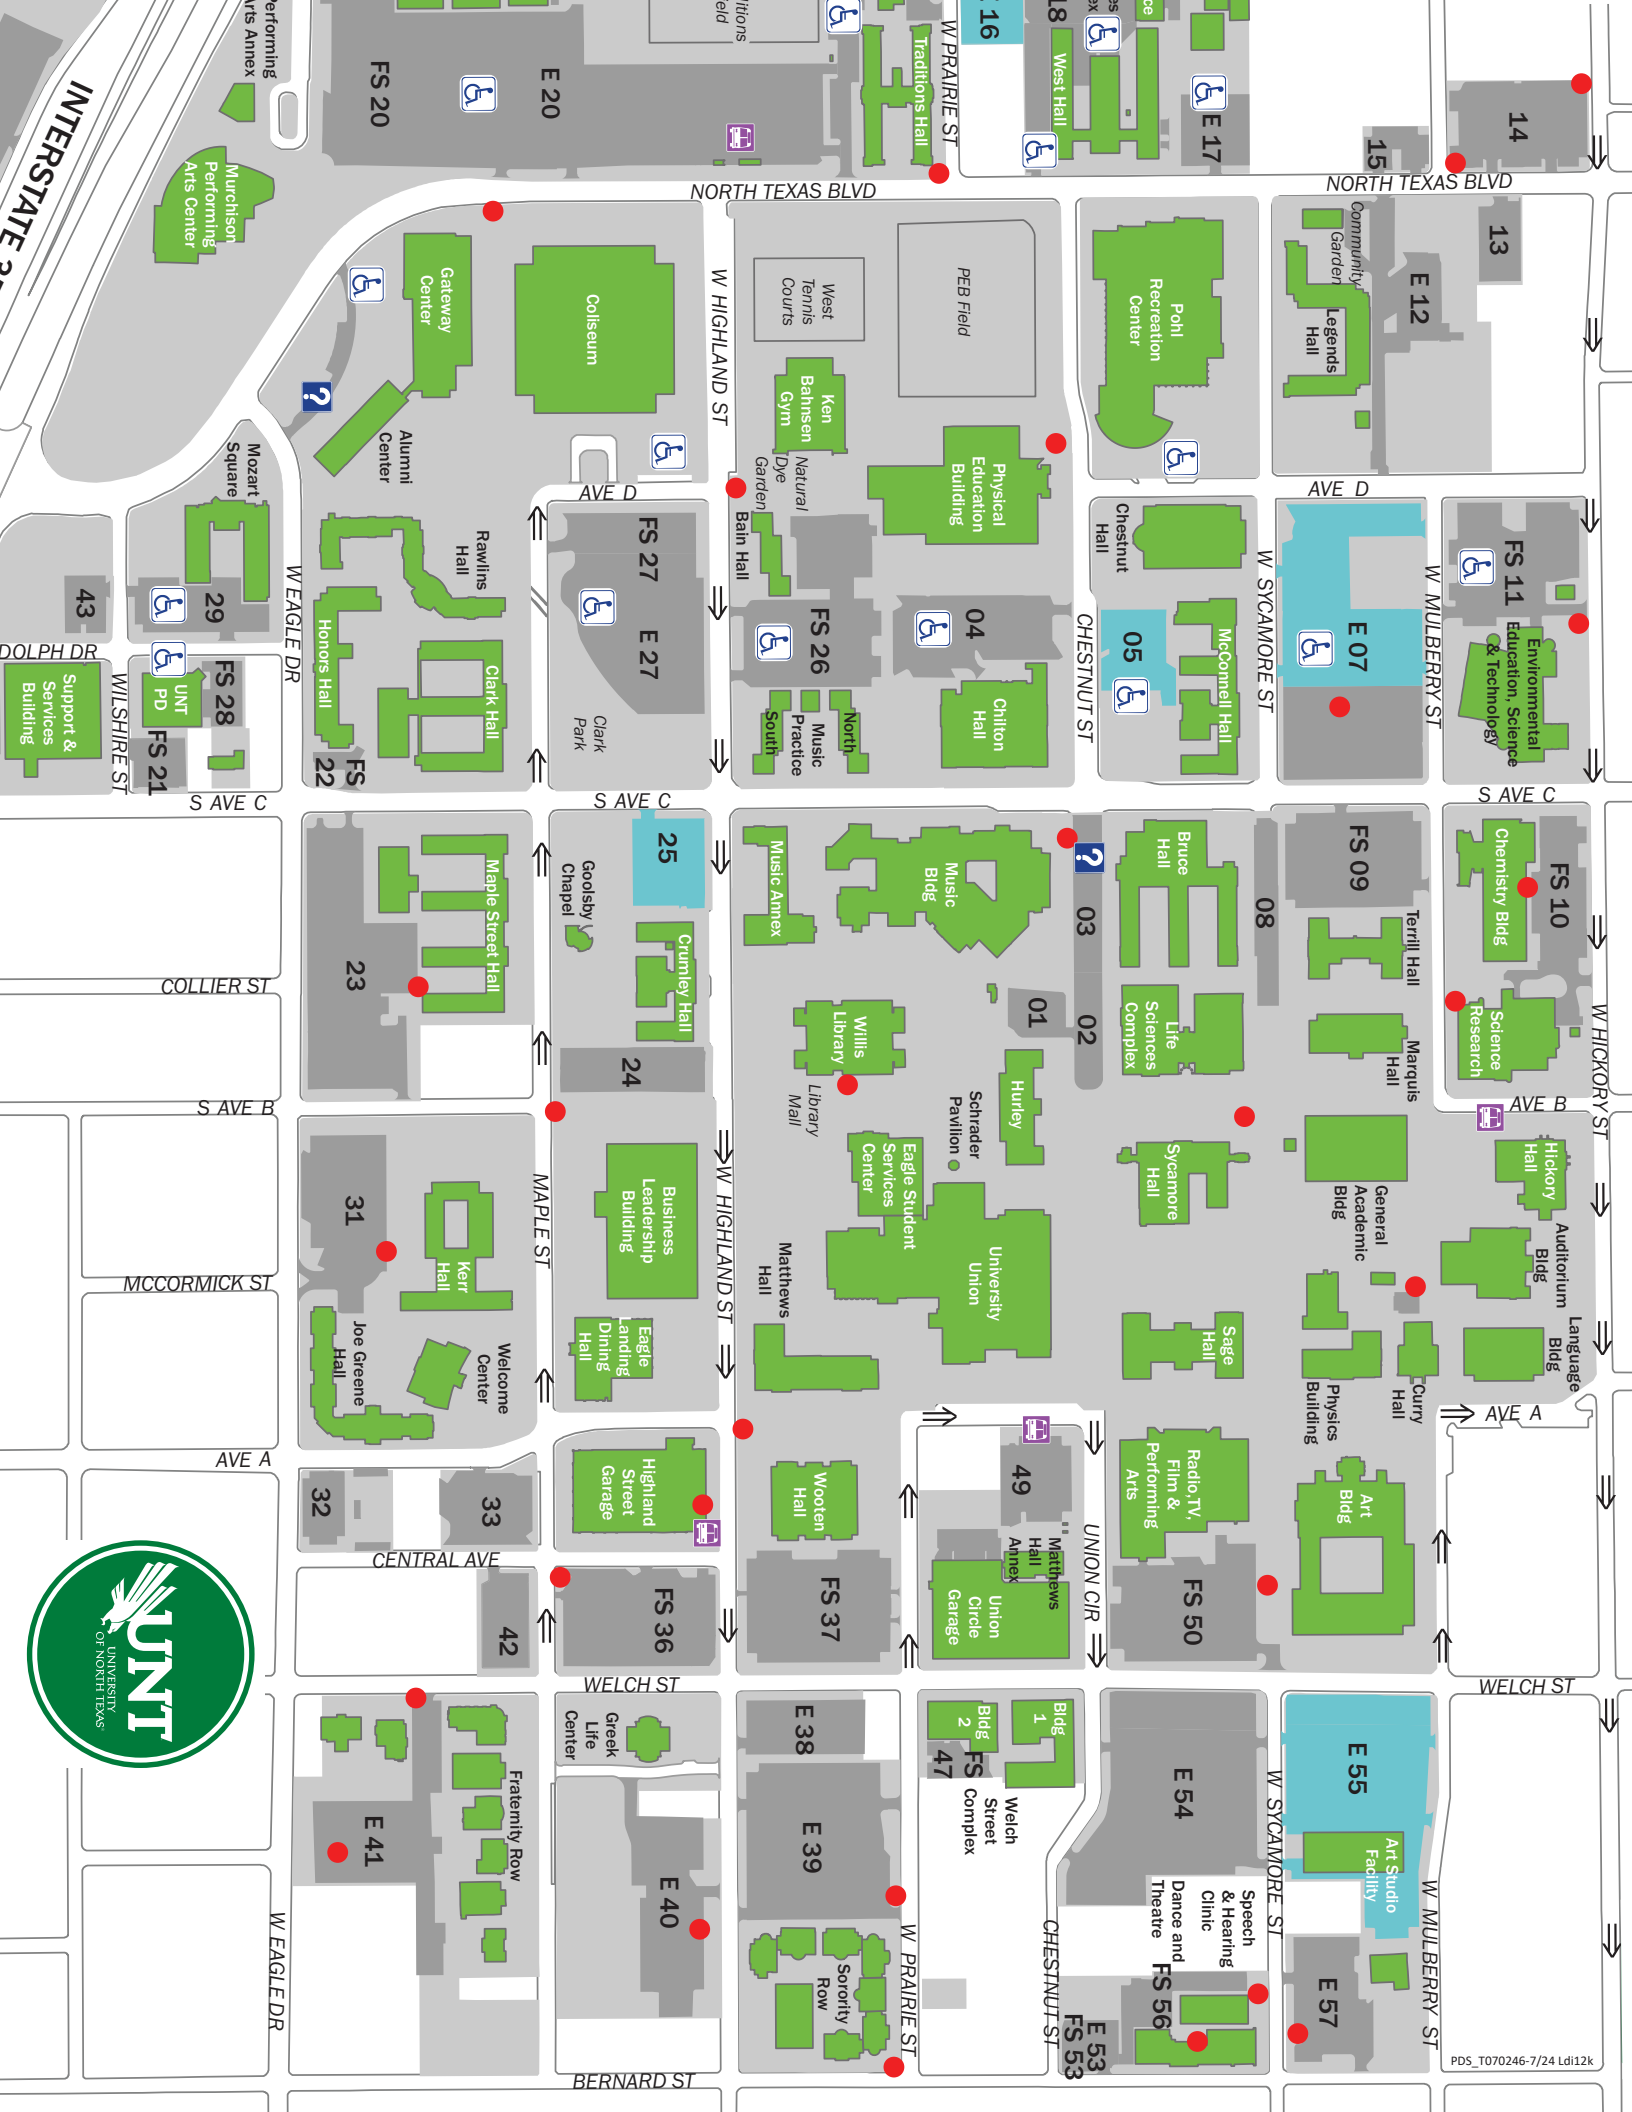 Performing
Arts Annex
FS 20
E 20
Traditions Hall
W PRAIRIE ST
16
18
West Hall
E 17
15
14
INTERSTATE
Murchison
Performing
Arts Center
NORTH TEXAS BLVD
NORTH TEXAS BLVD
Gateway
Center
Coliseum
W HIGHLAND ST
West
Tennis
Courts
PEB Field
Pohl
Recreation
Center
Community
Garden
Legends
Hall
E 12
13
?
Alumni
Center
Ken
Bahnsen
Gym
Natural
Dye
Garden
Physical
Education
Building
Mozart
Square
AVE D
AVE D
43
29
W EAGLE DR
Rawlins
Hall
Honors Hall
Clark Hall
FS 27
E 27
Clark
Park
Bain Hall
FS 26
04
Chestnut
Hall
CHESTNUT ST
05
McConnell Hall
W SYCAMORE ST
E 07
W MULBERRY ST
FS 11
Environmental
Education, Science
& Technology
DOLPH DR
Support &
Services
Building
WILSHIRE ST
UNT
PD
FS 28
FS 21
FS
22
South
North
Music
Practice
Chilton
Hall
S AVE C
S AVE C
S AVE C
23
Maple Street Hall
Goolsby
Chapel
25
Crumley Hall
24
Music Annex
Music
Bldg
?
03
02
01
Bruce
Hall
Life
Sciences
Complex
08
FS 09
Terrill Hall
Marquis
Hall
Chemistry Bldg
FS 10
Science
Research
W HICKORY ST
COLLIER ST
Willis
Library
Library
Mall
Schrader
Pavilion
Hurley
S AVE B
AVE B
31
Kerr
Hall
MAPLE ST
Business
Leadership
Building
W HIGHLAND ST
Eagle Student
Services
Center
University
Union
Sycamore
Hall
General
Academic
Bldg
Hickory
Hall
Auditorium
Bldg
Language
Bldg
MCCORMICK ST
Joe Greene
Hall
Welcome
Center
Eagle
Landing
Dining
Hall
Matthews
Hall
Sage
Hall
Physics
Building
Curry
Hall
AVE A
AVE A
32
33
Highland
Street
Garage
Wooten
Hall
49
Matthews
Hall
Annex
Union
Circle
Garage
UNION CIR
Radio,TV,
Film &
Performing
Arts
Art
Bldg
CENTRAL AVE
42
FS 36
FS 37
FS 50
UNT
UNIVERSITY
OF NORTH TEXAS
WELCH ST
WELCH ST
Greek
Life
Center
E 38
Bldg
2
Bldg
1
FS
47
Welch
Street
Complex
E 54
E 55
Art Studio
Facility
E 41
Fraternity Row
E 40
E 39
Sorority
Row
W EAGLE DR
W PRAIRIE ST
CHESTNUT ST
Speech
& Hearing
Clinic
Dance and
Theatre
FS 56
E 53
FS 53
W SYCAMORE ST
E 57
W MULBERRY ST
BERNARD ST
PDS_T070246-7/24 Ldi12k